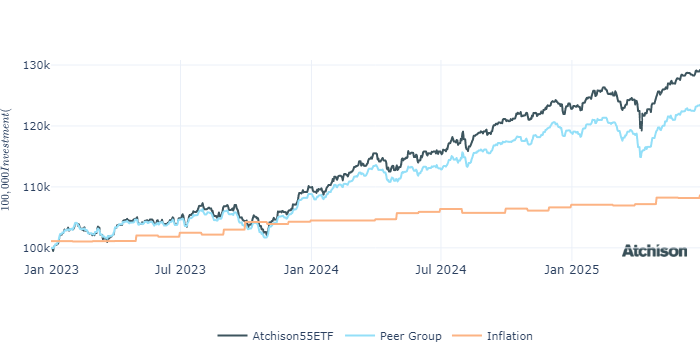 130k
120k
110k
100k
100,000/Investment(
Jan 2023
Jul 2023
Jan 2024
Jul 2024
Jan 2025
Atchison
Atchison55ETF
Peer Group
Inflation